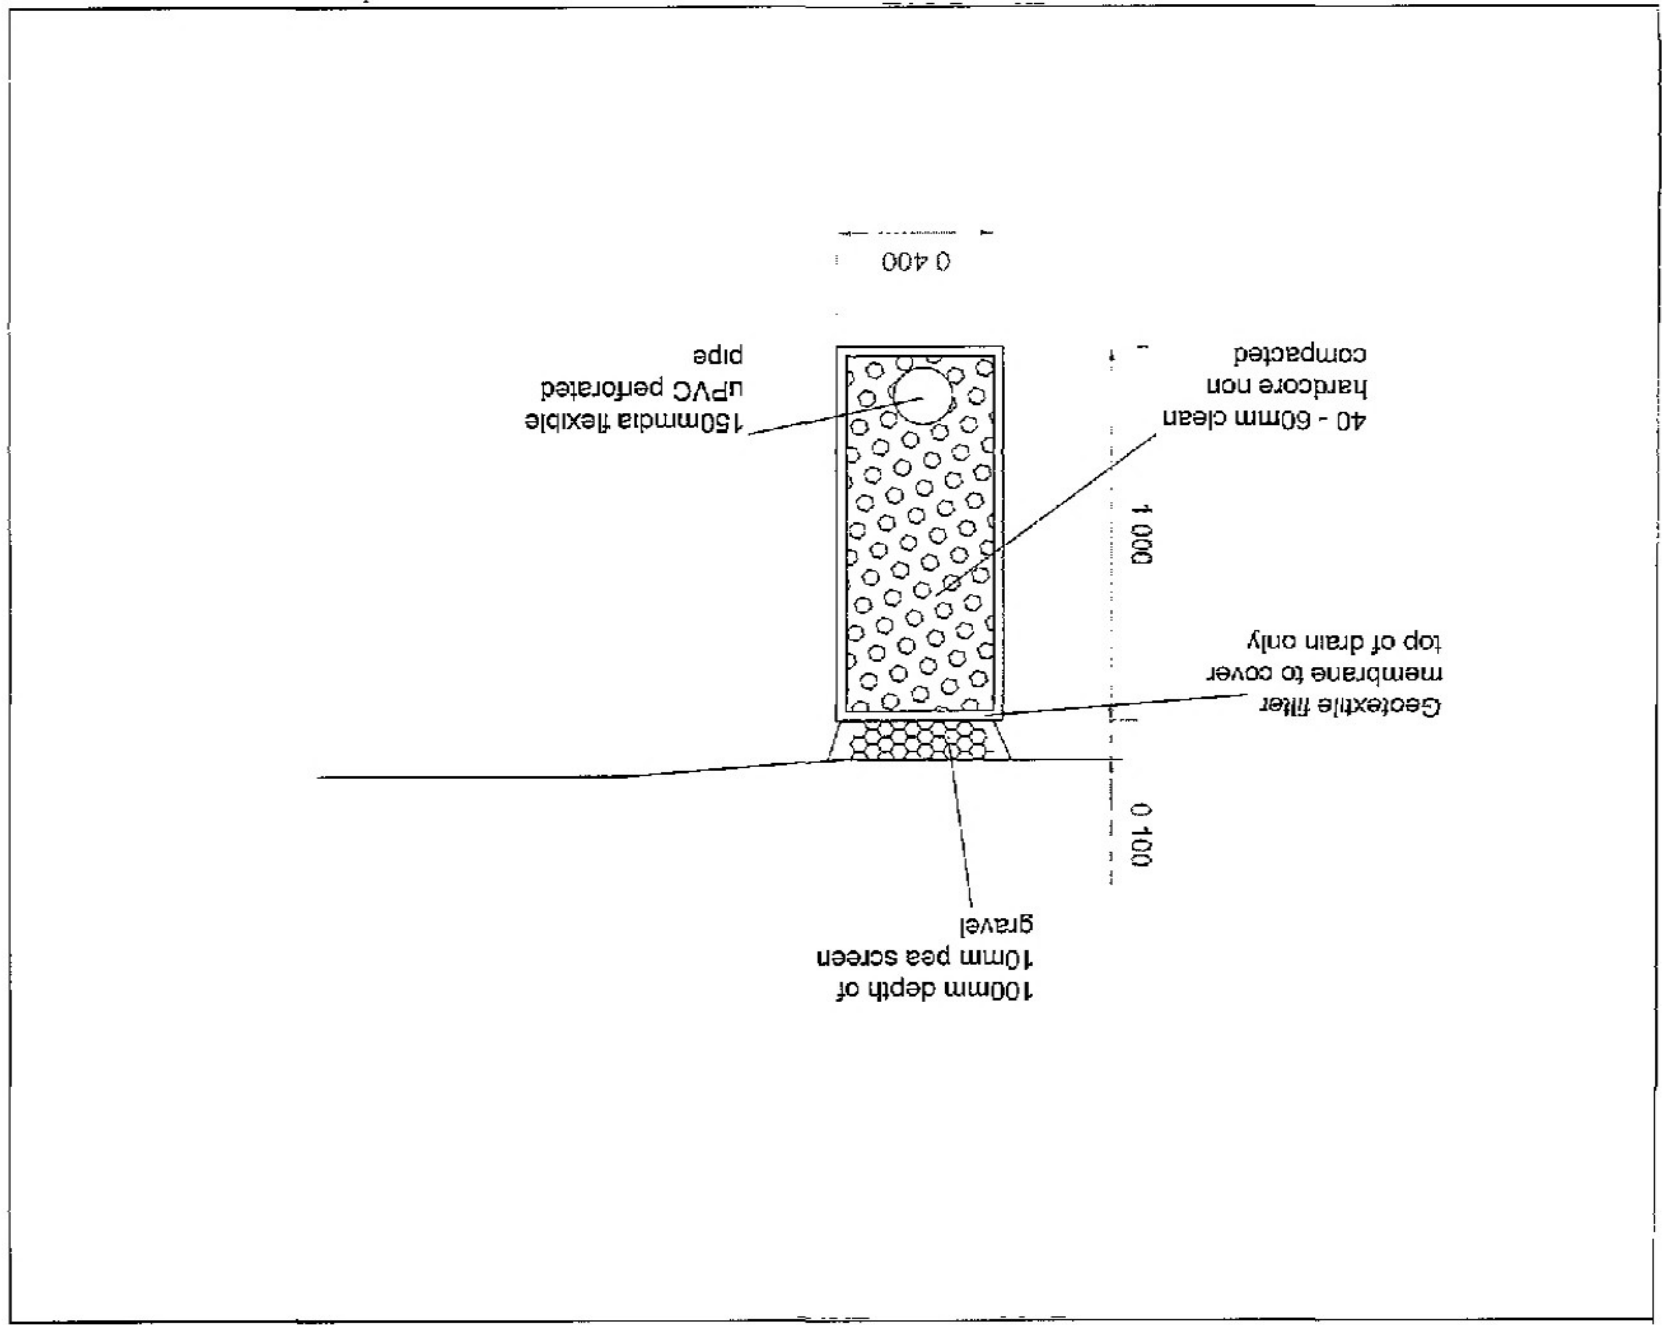 100mm depth of
10mm pea screen
gravel
0 100
Geotextile filter
membrane to cover
top of drain only
1 000
40 - 60mm clean
hardcore non
compacted
150mmdia flexible
uPVC perforated
pipe
0 400